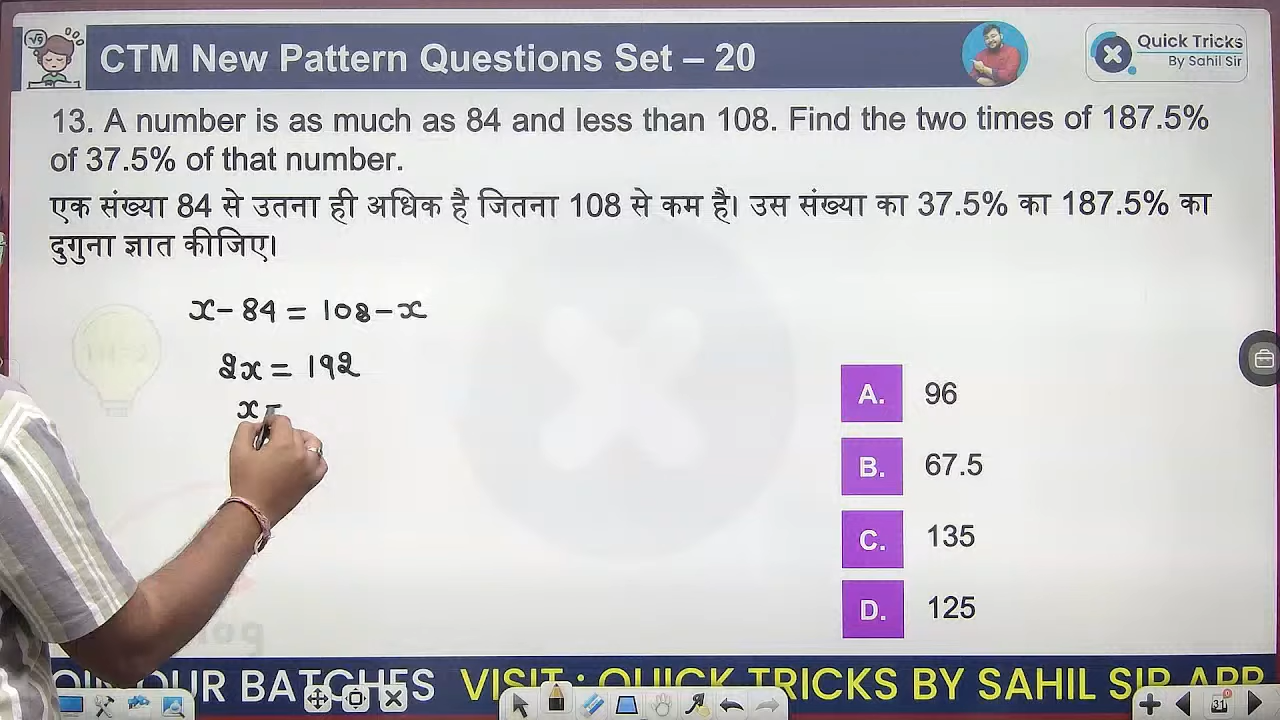 CTM New Pattern Questions Set – 20
Quick Tricks
By Sahil Sir
13. A number is as much as 84 and less than 108. Find the two times of 187.5%
of 37.5% of that number.
एक संख्या 84 से उतना ही अधिक है जितना 108 से कम है। उस संख्या का 37.5% का 187.5% का
दुगुना ज्ञात कीजिए।
x - 84 = 108 - x
2x = 192
x =
A. 96
B. 67.5
C. 135
D. 125
OUR BATCHES VISIT : QUICK TRICKS BY SAHIL SIR APP